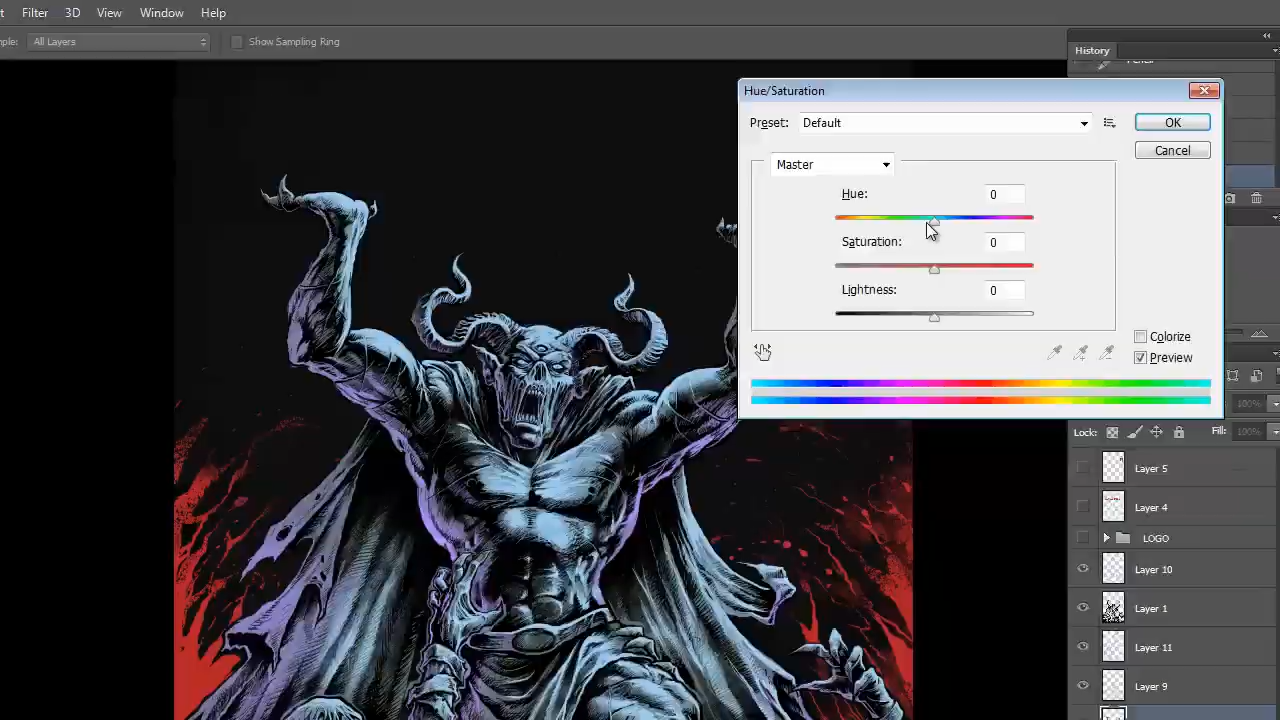 Filter 3D View Window Help
All Layers Show Sampling Ring
History
Hue/Saturation
Preset: Default
OK
Cancel
Master
Hue: 0
Saturation: 0
Lightness: 0
Colorize
Preview
100%
Lock: Fill: 100%
Layer 5
Layer 4
LOGO
Layer 10
Layer 1
Layer 11
Layer 9